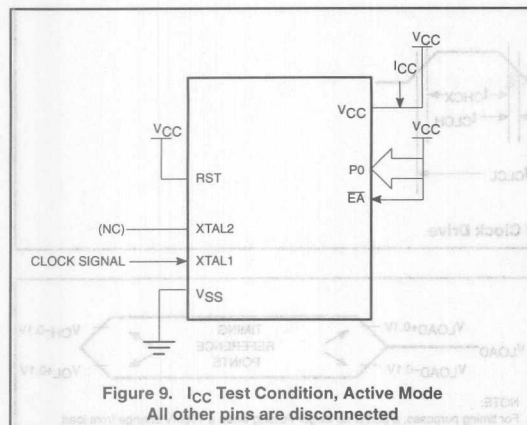 VCC
ICC
VCC
VCC
VCC
RST
P0
EA
(NC)
XTAL2
CLOCK SIGNAL
XTAL1
VSS
Figure 9. ICC Test Condition, Active Mode
All other pins are disconnected